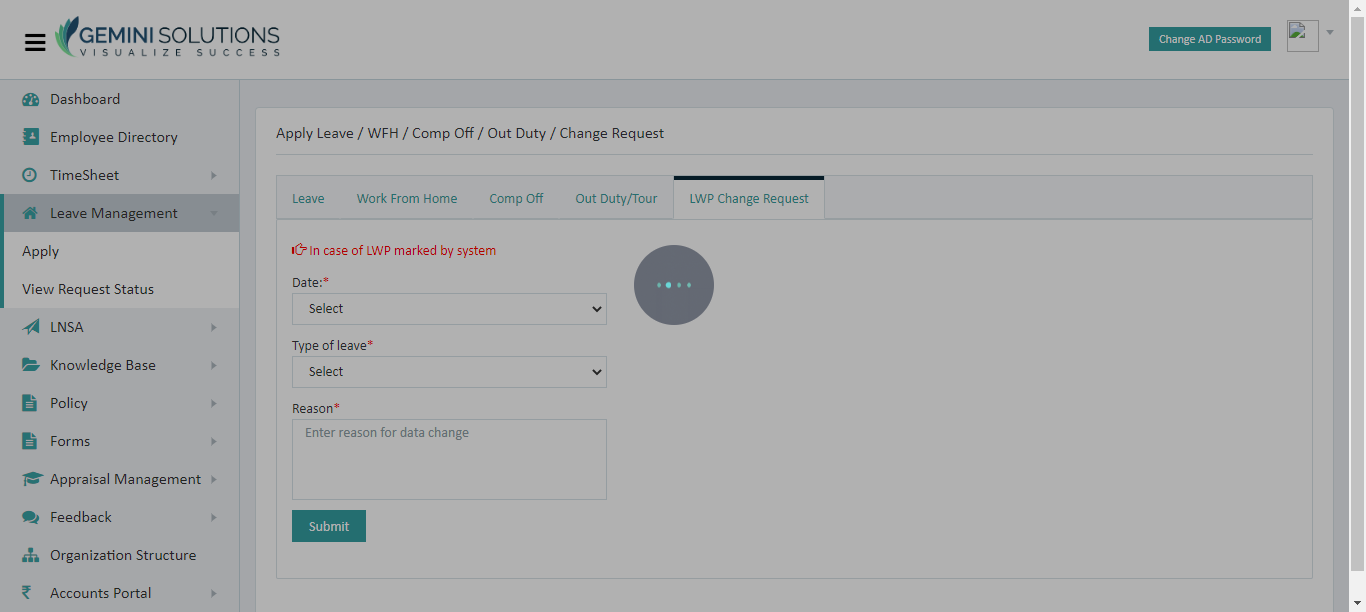 GEMINI SOLUTIONS
VISUALIZE SUCCESS
Change AD Password
Dashboard
Employee Directory
TimeSheet
Leave Management
Apply
View Request Status
LNSA
Knowledge Base
Policy
Forms
Appraisal Management
Feedback
Organization Structure
Accounts Portal
Apply Leave / WFH / Comp Off / Out Duty / Change Request
Leave Work From Home Comp Off Out Duty/Tour LWP Change Request
In case of LWP marked by system
Date:*
Select
Type of leave*
Select
Reason*
Enter reason for data change
Submit